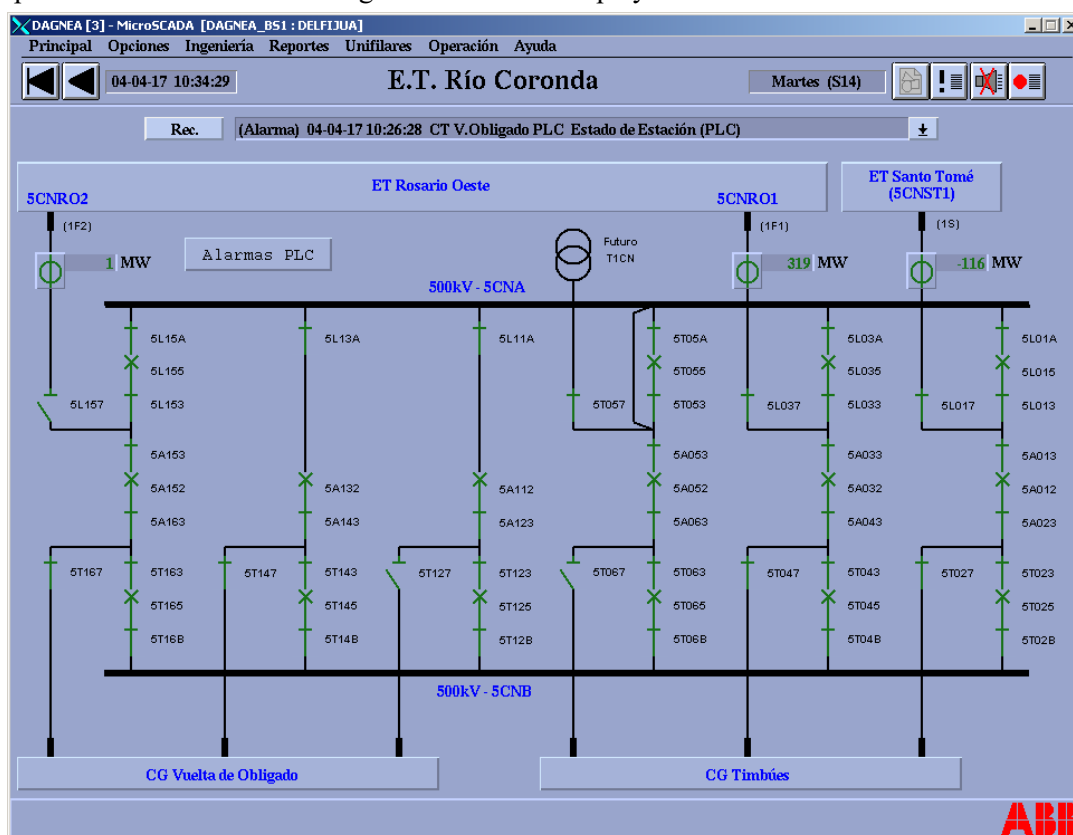 DAGNEA [3] - MicroSCADA [DAGNEA_BS1 : DELFIJUA]
Principal Opciones Ingeniería Reportes Unifilares Operación Ayuda
04-04-17 10:34:29 E.T. Río Coronda Martes (S14)
Rec. (Alarma) 04-04-17 10:26:28 CT V.Obligado PLC Estado de Estación (PLC)
ET Rosario Oeste
5CNRO2 5CNRO1
ET Santo Tomé
(5CNST1)
(1F2) (1F1) (1S)
1 MW Alarmas PLC Futuro
T1CN
319 MW -116 MW
500kV - 5CNA
5L15A 5L13A 5L11A 5T05A 5L03A 5L01A
5L155 5T055 5L035 5L015
5L157 5L153 5T057 5T053 5L037 5L033 5L017 5L013
5A153 5A053 5A033 5A013
5A152 5A132 5A112 5A052 5A032 5A012
5A163 5A143 5A123 5A063 5A043 5A023
5T167 5T163 5T147 5T143 5T127 5T123 5T067 5T063 5T047 5T043 5T027 5T023
5T165 5T145 5T125 5T065 5T045 5T025
5T16B 5T14B 5T12B 5T06B 5T04B 5T02B
500kV - 5CNB
CG Vuelta de Obligado CG Timbúes
ABB